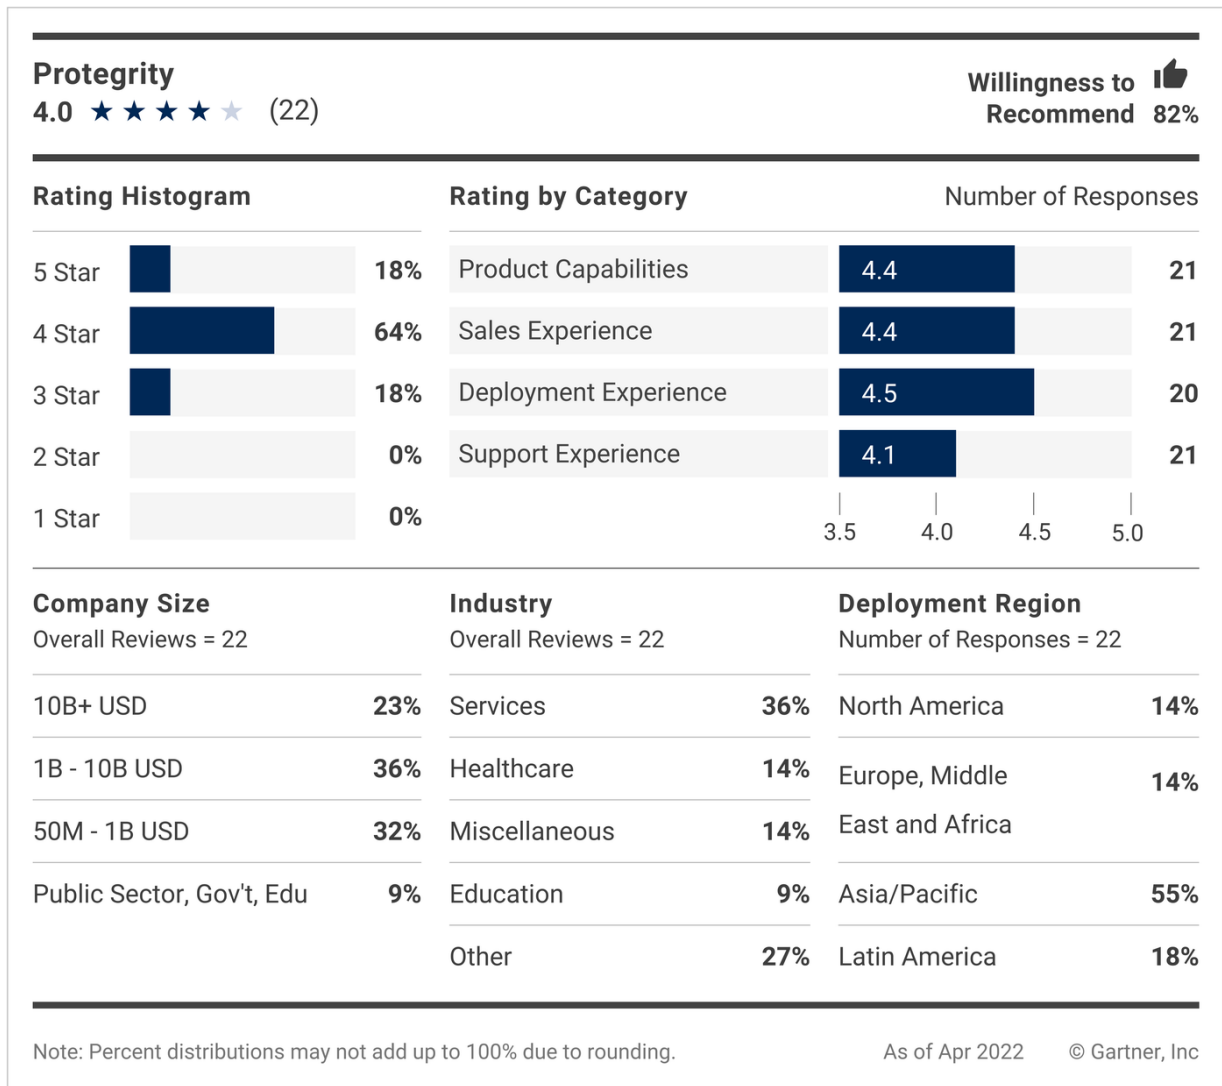 Protegrity
4.0 ★ ★ ★ ★ ★ (22)
Willingness to
Recommend 82%
Rating Histogram
5 Star 18%
4 Star 64%
3 Star 18%
2 Star 0%
1 Star 0%
Rating by Category Number of Responses
Product Capabilities 4.4 21
Sales Experience 4.4 21
Deployment Experience 4.5 20
Support Experience 4.1 21
3.5 4.0 4.5 5.0
Company Size
Overall Reviews = 22
10B+ USD 23%
1B - 10B USD 36%
50M - 1B USD 32%
Public Sector, Gov't, Edu 9%
Industry
Overall Reviews = 22
Services 36%
Healthcare 14%
Miscellaneous 14%
Education 9%
Other 27%
Deployment Region
Number of Responses = 22
North America 14%
Europe, Middle 14%
East and Africa
Asia/Pacific 55%
Latin America 18%
Note: Percent distributions may not add up to 100% due to rounding. As of Apr 2022 © Gartner, Inc